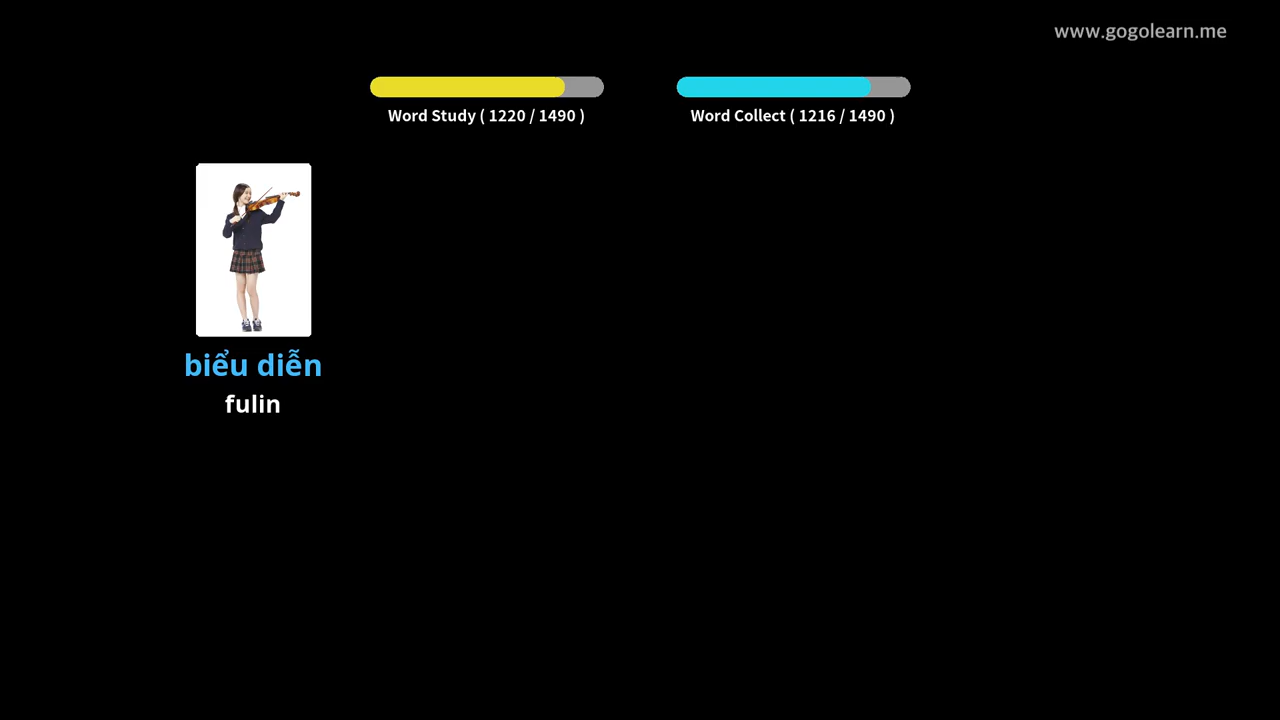 www.gogolearn.me
Word Study ( 1220 / 1490 )
Word Collect ( 1216 / 1490 )
biểu diễn
fulin